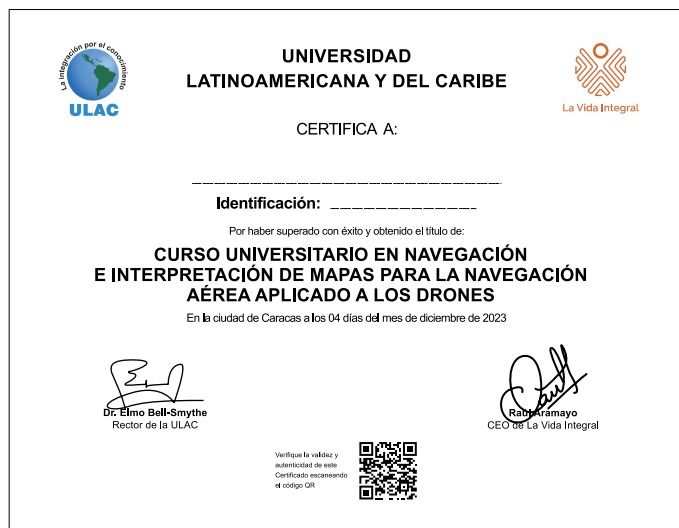 La integración por el conocimiento
ULAC
UNIVERSIDAD
LATINOAMERICANA Y DEL CARIBE
La Vida Integral
CERTIFICA A:
Identificación:
Por haber superado con éxito y obtenido el título de:
CURSO UNIVERSITARIO EN NAVEGACIÓN
E INTERPRETACIÓN DE MAPAS PARA LA NAVEGACIÓN
AÉREA APLICADO A LOS DRONES
En la ciudad de Caracas a los 04 días del mes de diciembre de 2023
Dr. Elmo Bell-Smythe
Rector de la ULAC
Raúl Aramayo
CEO de La Vida Integral
Verifique la validez y
autenticidad de este
Certificado escaneando
el código QR